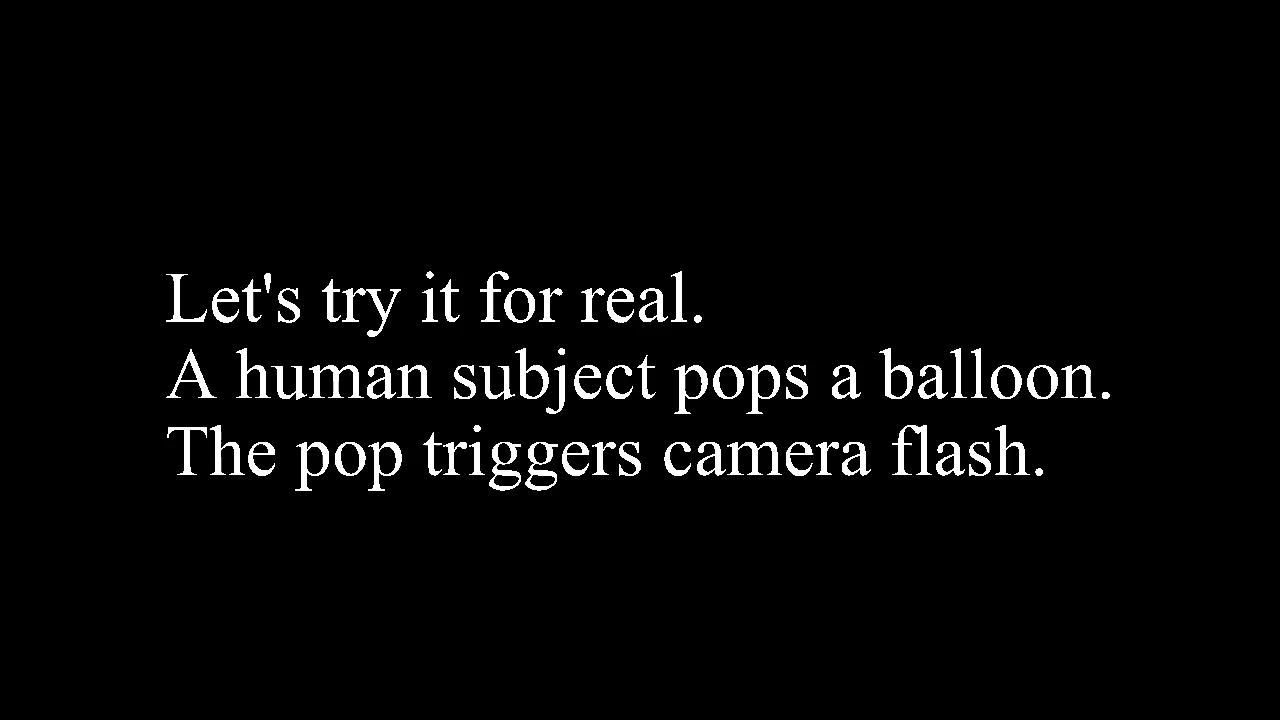 Let's try it for real.
A human subject pops a balloon.
The pop triggers camera flash.